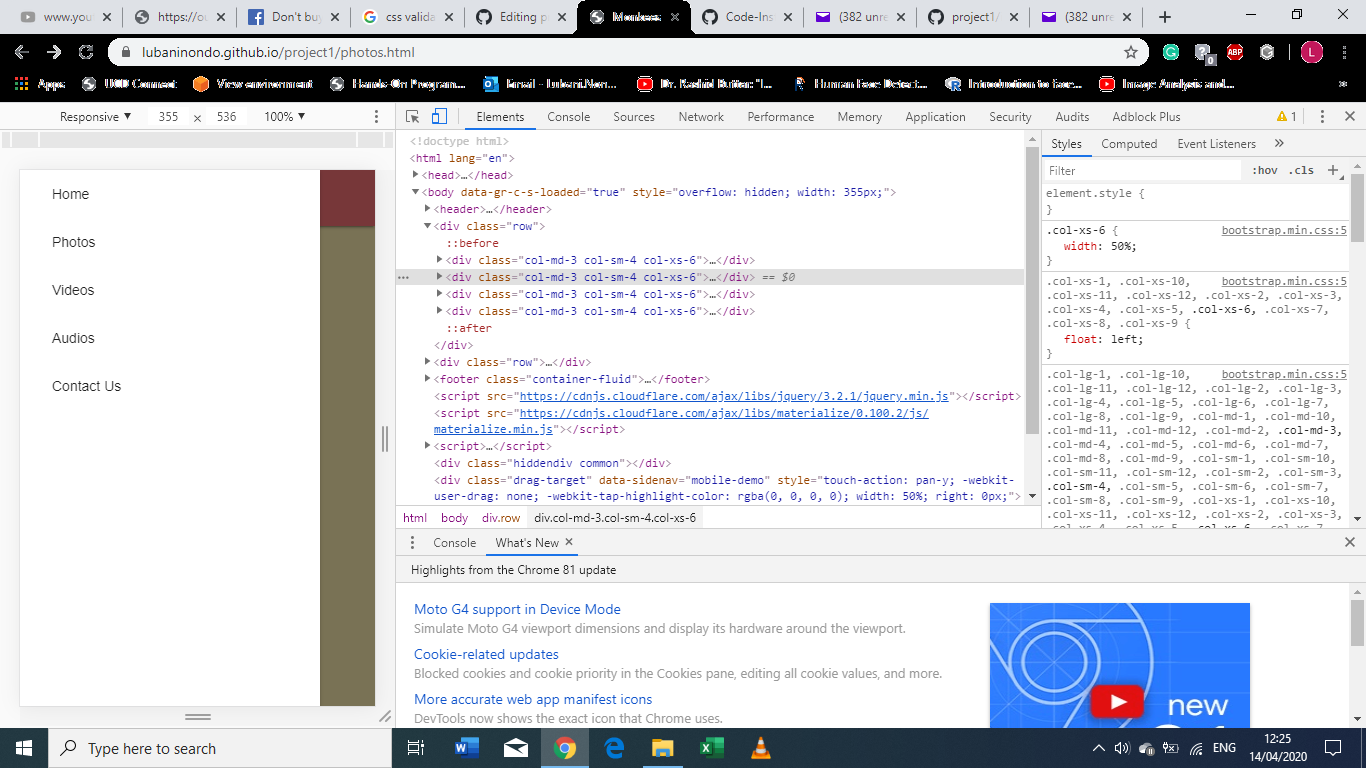 www.you
https://ou
Don't buy
css valida
Editing p
Monkees
Code-Ins
(382 unre
project1/
(382 unre
lubaninondo.github.io/project1/photos.html
0
ABP
L
Apps
UCD Connect
View environment
Hands-On Program...
Email - Lubani.Non...
Dr. Rashid Buttar: "I...
Human Face Detect...
Introduction to face...
Image Analysis and...
Responsive 355 x 536 100%
Elements Console Sources Network Performance Memory Application Security Audits Adblock Plus 1
Home
Photos
Videos
Audios
Contact Us
<!doctype html>
<html lang="en">
<head>…</head>
<body data-gr-c-s-loaded="true" style="overflow: hidden; width: 355px;">
<header>…</header>
<div class="row">
::before
<div class="col-md-3 col-sm-4 col-xs-6">…</div>
<div class="col-md-3 col-sm-4 col-xs-6">…</div> == $0
<div class="col-md-3 col-sm-4 col-xs-6">…</div>
<div class="col-md-3 col-sm-4 col-xs-6">…</div>
::after
</div>
<div class="row">…</div>
<footer class="container-fluid">…</footer>
<script src="https://cdnjs.cloudflare.com/ajax/libs/jquery/3.2.1/jquery.min.js"></script>
<script src="https://cdnjs.cloudflare.com/ajax/libs/materialize/0.100.2/js/
materialize.min.js"></script>
<script>…</script>
<div class="hiddendiv common"></div>
<div class="drag-target" data-sidenav="mobile-demo" style="touch-action: pan-y; -webkit-
user-drag: none; -webkit-tap-highlight-color: rgba(0, 0, 0, 0); width: 50%; right: 0px;">
html body div.row div.col-md-3.col-sm-4.col-xs-6
Styles Computed Event Listeners
Filter :hov .cls +
element.style {
}
.col-xs-6 { bootstrap.min.css:5
width: 50%;
}
.col-xs-1, .col-xs-10, bootstrap.min.css:5
.col-xs-11, .col-xs-12, .col-xs-2, .col-xs-3,
.col-xs-4, .col-xs-5, .col-xs-6, .col-xs-7,
.col-xs-8, .col-xs-9 {
float: left;
}
.col-lg-1, .col-lg-10, bootstrap.min.css:5
.col-lg-11, .col-lg-12, .col-lg-2, .col-lg-3,
.col-lg-4, .col-lg-5, .col-lg-6, .col-lg-7,
.col-lg-8, .col-lg-9, .col-md-1, .col-md-10,
.col-md-11, .col-md-12, .col-md-2, .col-md-3,
.col-md-4, .col-md-5, .col-md-6, .col-md-7,
.col-md-8, .col-md-9, .col-sm-1, .col-sm-10,
.col-sm-11, .col-sm-12, .col-sm-2, .col-sm-3,
.col-sm-4, .col-sm-5, .col-sm-6, .col-sm-7,
.col-sm-8, .col-sm-9, .col-xs-1, .col-xs-10,
.col-xs-11, .col-xs-12, .col-xs-2, .col-xs-3,
.col-xs-4, .col-xs-5, .col-xs-6, .col-xs-7,
Console What's New
Highlights from the Chrome 81 update
Moto G4 support in Device Mode
Simulate Moto G4 viewport dimensions and display its hardware around the viewport.
Cookie-related updates
Blocked cookies and cookie priority in the Cookies pane, editing all cookie values, and more.
More accurate web app manifest icons
DevTools now shows the exact icon that Chrome uses.
new
Type here to search
ENG
12:25
14/04/2020